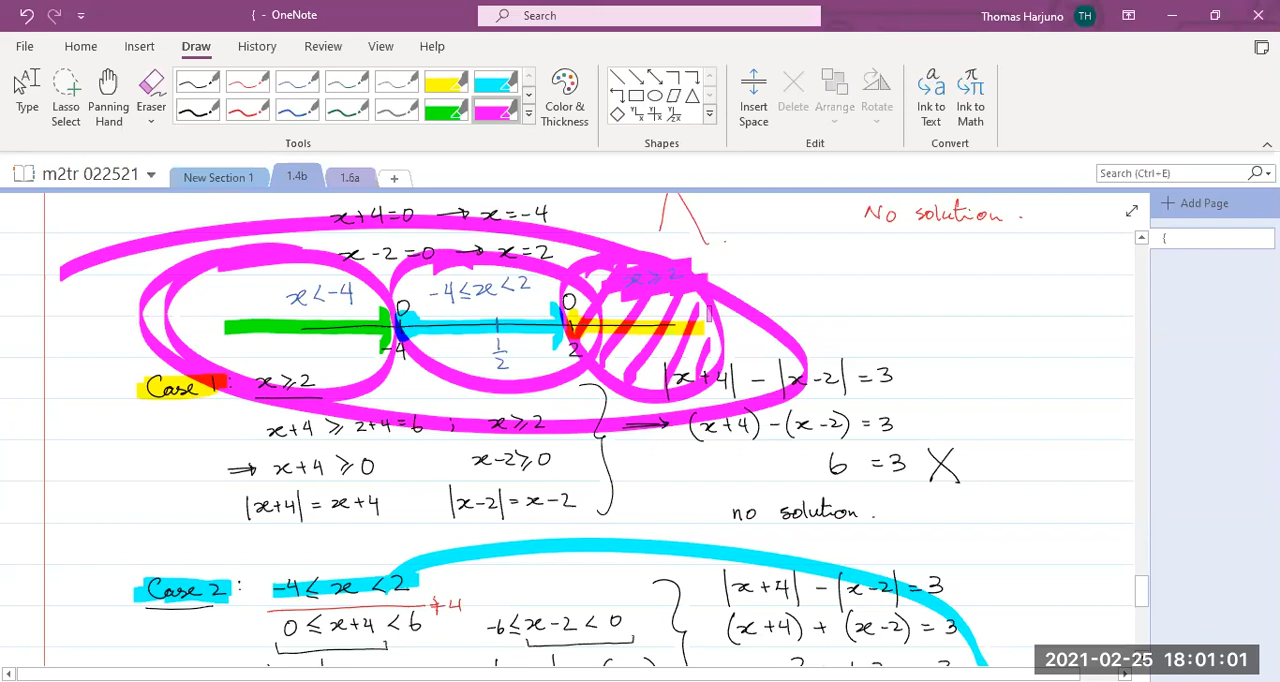 { - OneNote
Search
Thomas Harjuno TH
File Home Insert Draw History Review View Help
Type
Lasso Select
Panning Hand
Eraser
Color & Thickness
Insert Space
Delete
Arrange
Rotate
Ink to Text
Ink to Math
Tools
Shapes
Edit
Convert
m2tr 022521
New Section 1
1.4b
1.6a
Search (Ctrl+E)
Add Page
{
x+4=0 → x=-4
No solution.
x-2=0 → x=2
x<-4
-4≤x<2
x≥2
0
0
-4
1/2
2
Case 1: x≥2
|x+4| - |x-2| = 3
x+4 ≥ 2+4=6 ; x≥2
⟹ (x+4) - (x-2) = 3
⟹ x+4 ≥0
x-2≥0
6 = 3 X
|x+4| = x+4
|x-2| = x-2
no solution.
Case 2: -4≤ x <2
|x+4| - |x-2| = 3
+4
0 ≤ x+4 < 6
-6≤ x-2 < 0
(x+4) + (x-2) = 3
2021-02-25 18:01:01